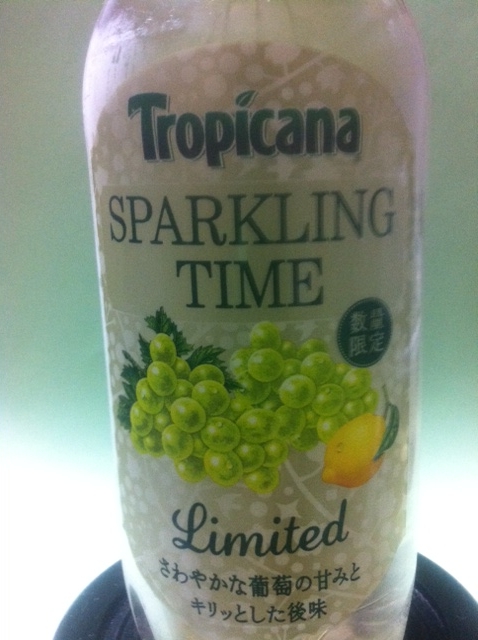 Tropicana
SPARKLING
TIME
数量
限定
Limited
さわやかな葡萄の甘みと
キリッとした後味